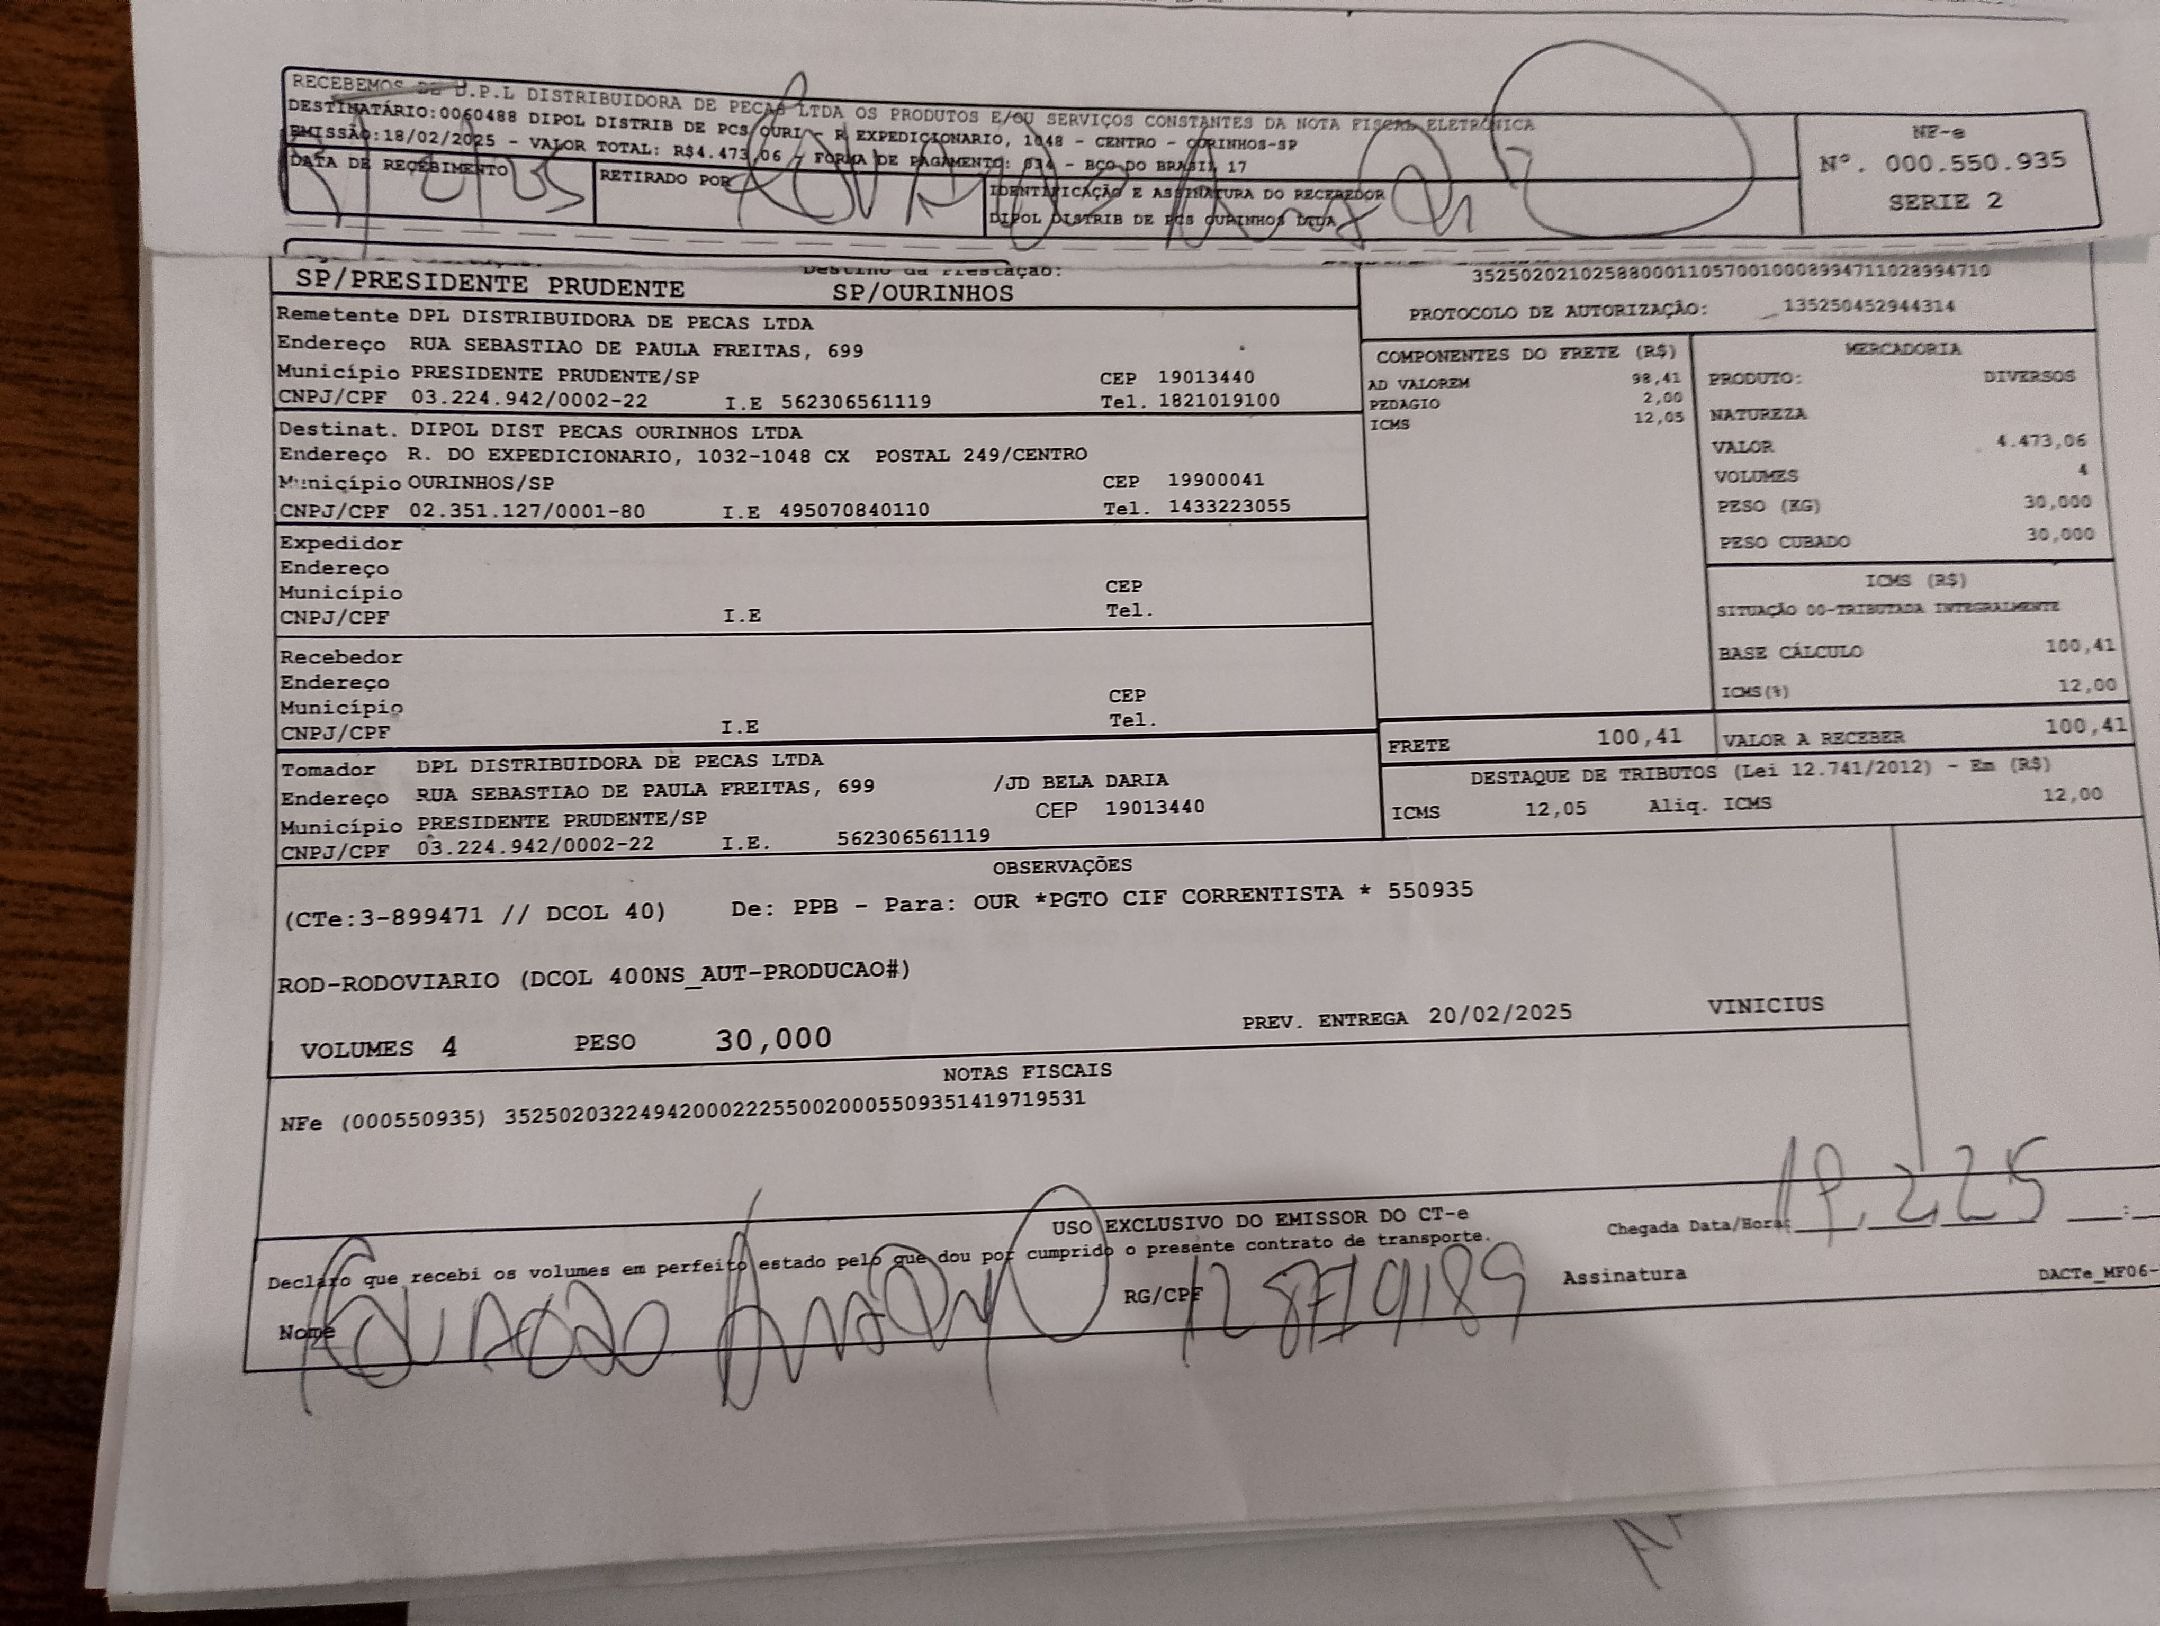 RECEBEMOS DE D.P.L DISTRIBUIDORA DE PECAS LTDA OS PRODUTOS E/OU SERVIÇOS CONSTANTES DA NOTA FISCAL ELETRÔNICA
DESTINATÁRIO:0060488 DIPOL DISTRIB DE PCS OURI - R EXPEDICIONARIO, 1048 - CENTRO - OURINHOS-SP
EMISSÃO:18/02/2025 - VALOR TOTAL: R$4.473,06 - FORMA DE PAGAMENTO: 034 - BCO DO BRASIL 17
DATA DE RECEBIMENTO
RETIRADO POR
IDENTIFICAÇÃO E ASSINATURA DO RECEBEDOR
DIPOL DISTRIB DE PCS OURINHOS LTDA
NF-e
Nº. 000.550.935
SERIE 2
Destino da Prestação:
SP/PRESIDENTE PRUDENTE SP/OURINHOS
35250202102588000110570010008994711028994710
PROTOCOLO DE AUTORIZAÇÃO: 135250452944314
Remetente DPL DISTRIBUIDORA DE PECAS LTDA
Endereço RUA SEBASTIAO DE PAULA FREITAS, 699
Município PRESIDENTE PRUDENTE/SP CEP 19013440
CNPJ/CPF 03.224.942/0002-22 I.E 562306561119 Tel. 1821019100
Destinat. DIPOL DIST PECAS OURINHOS LTDA
Endereço R. DO EXPEDICIONARIO, 1032-1048 CX POSTAL 249/CENTRO
Município OURINHOS/SP CEP 19900041
CNPJ/CPF 02.351.127/0001-80 I.E 495070840110 Tel. 1433223055
Expedidor
Endereço
Município CEP
CNPJ/CPF I.E Tel.
Recebedor
Endereço
Município CEP
CNPJ/CPF I.E Tel.
Tomador DPL DISTRIBUIDORA DE PECAS LTDA
Endereço RUA SEBASTIAO DE PAULA FREITAS, 699 /JD BELA DARIA
Município PRESIDENTE PRUDENTE/SP CEP 19013440
CNPJ/CPF 03.224.942/0002-22 I.E. 562306561119
COMPONENTES DO FRETE (R$)
AD VALOREM 98,41
PEDAGIO 2,00
ICMS 12,05
MERCADORIA
PRODUTO: DIVERSOS
NATUREZA
VALOR 4.473,06
VOLUMES 4
PESO (KG) 30,000
PESO CUBADO 30,000
ICMS (R$)
SITUAÇÃO 00-TRIBUTADA INTEGRALMENTE
BASE CÁLCULO 100,41
ICMS(%) 12,00
FRETE 100,41 VALOR A RECEBER 100,41
DESTAQUE DE TRIBUTOS (Lei 12.741/2012) - Em (R$)
ICMS 12,05 Aliq. ICMS 12,00
OBSERVAÇÕES
(CTe:3-899471 // DCOL 40) De: PPB - Para: OUR *PGTO CIF CORRENTISTA * 550935
ROD-RODOVIARIO (DCOL 400NS_AUT-PRODUCAO#)
VOLUMES 4 PESO 30,000 PREV. ENTREGA 20/02/2025 VINICIUS
NOTAS FISCAIS
NFe (000550935) 35250203224942000222550020005509351419719531
USO EXCLUSIVO DO EMISSOR DO CT-e
Chegada Data/Hora: 19.2.25
Declaro que recebi os volumes em perfeito estado pelo que dou por cumprido o presente contrato de transporte.
Nome RG/CPF Assinatura DACTe_MF06-